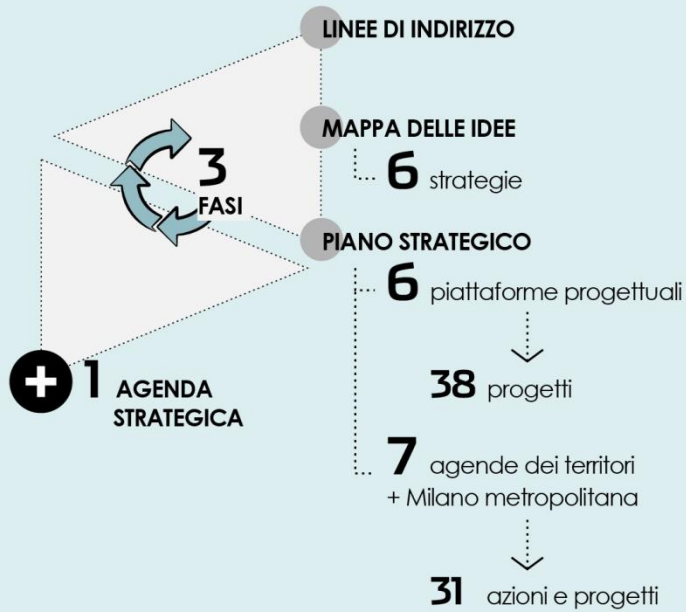 LINEE DI INDIRIZZO
MAPPA DELLE IDEE
6 strategie
3
FASI
PIANO STRATEGICO
6 piattaforme progettuali
38 progetti
+ 1 AGENDA
STRATEGICA
7 agende dei territori
+ Milano metropolitana
31 azioni e progetti